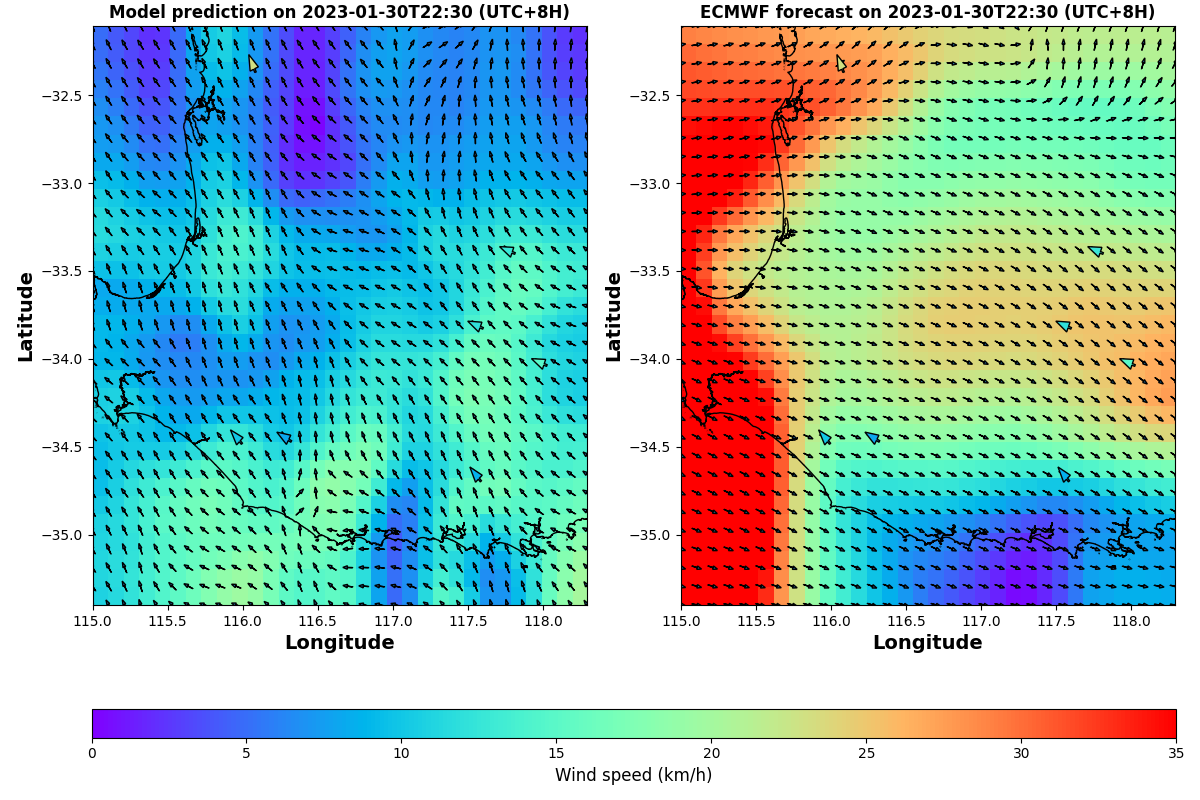 Model prediction on 2023-01-30T22:30 (UTC+8H)
ECMWF forecast on 2023-01-30T22:30 (UTC+8H)
Latitude
−32.5
−33.0
−33.5
−34.0
−34.5
−35.0
115.0 115.5 116.0 116.5 117.0 117.5 118.0
Longitude
Latitude
−32.5
−33.0
−33.5
−34.0
−34.5
−35.0
115.0 115.5 116.0 116.5 117.0 117.5 118.0
Longitude
0 5 10 15 20 25 30 35
Wind speed (km/h)